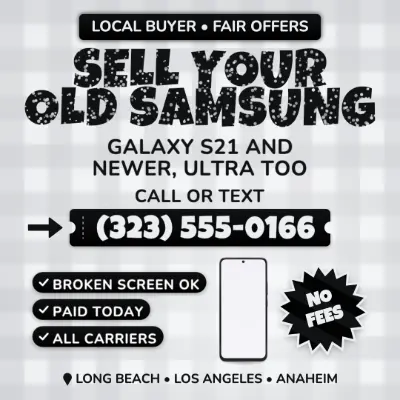 LOCAL BUYER • FAIR OFFERS
SELL YOUR
OLD SAMSUNG
GALAXY S21 AND
NEWER, ULTRA TOO
CALL OR TEXT
(323) 555-0166
BROKEN SCREEN OK
PAID TODAY
ALL CARRIERS
NO
FEES
LONG BEACH • LOS ANGELES • ANAHEIM